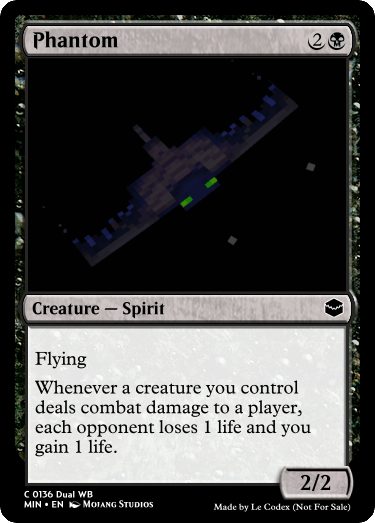 Phantom 2
Creature — Spirit
Flying
Whenever a creature you control
deals combat damage to a player,
each opponent loses 1 life and you
gain 1 life.
2/2
C 0136 Dual WB
MIN • EN Mojang Studios
Made by Le Codex (Not For Sale)